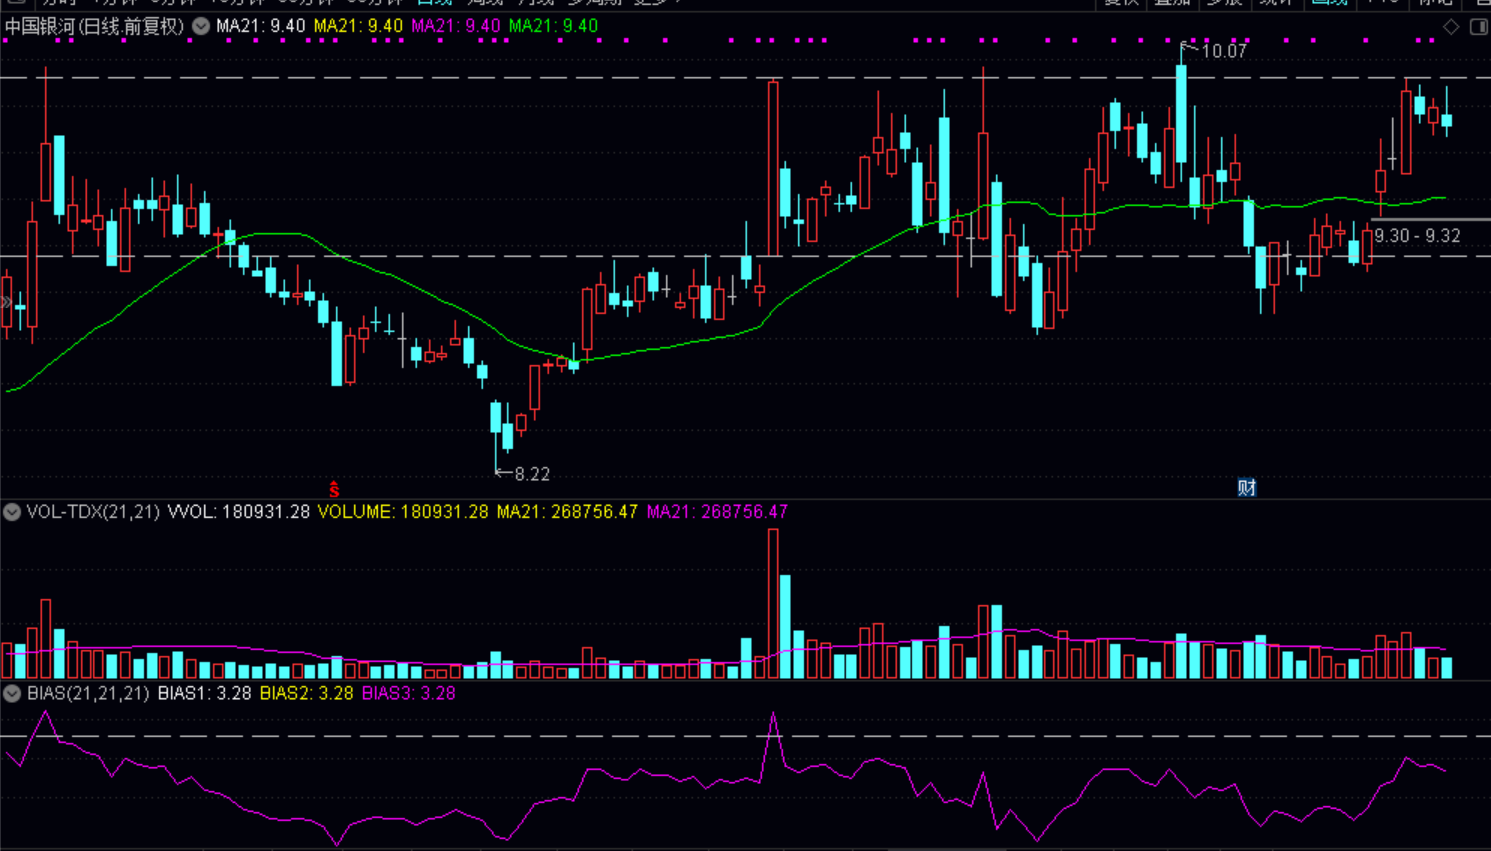 日线
中国银河(日线.前复权) MA21: 9.40 MA21: 9.40 MA21: 9.40 MA21: 9.40
10.07
9.30 - 9.32
8.22
S
财
VOL-TDX(21,21) VVOL: 180931.28 VOLUME: 180931.28 MA21: 268756.47 MA21: 268756.47
BIAS(21,21,21) BIAS1: 3.28 BIAS2: 3.28 BIAS3: 3.28